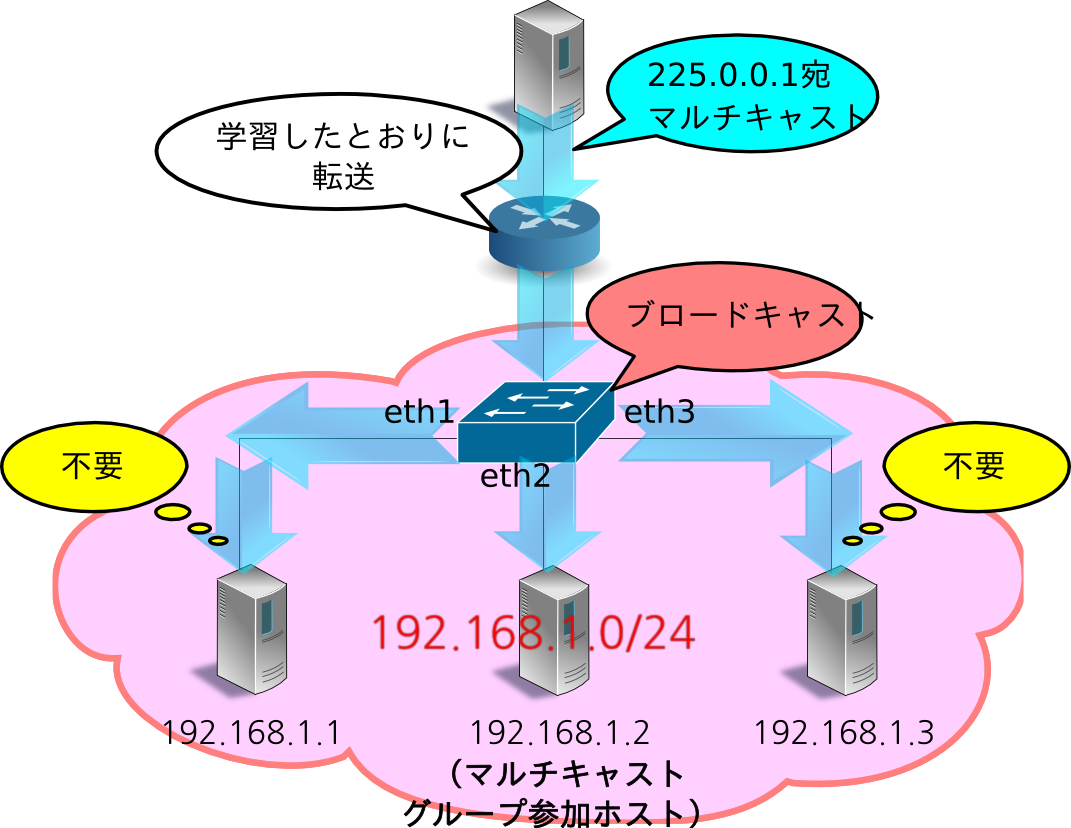 225.0.0.1宛
マルチキャスト
学習したとおりに
転送
ブロードキャスト
eth1
eth3
eth2
不要
不要
192.168.1.0/24
192.168.1.1
192.168.1.2
192.168.1.3
(マルチキャスト
グループ参加ホスト)